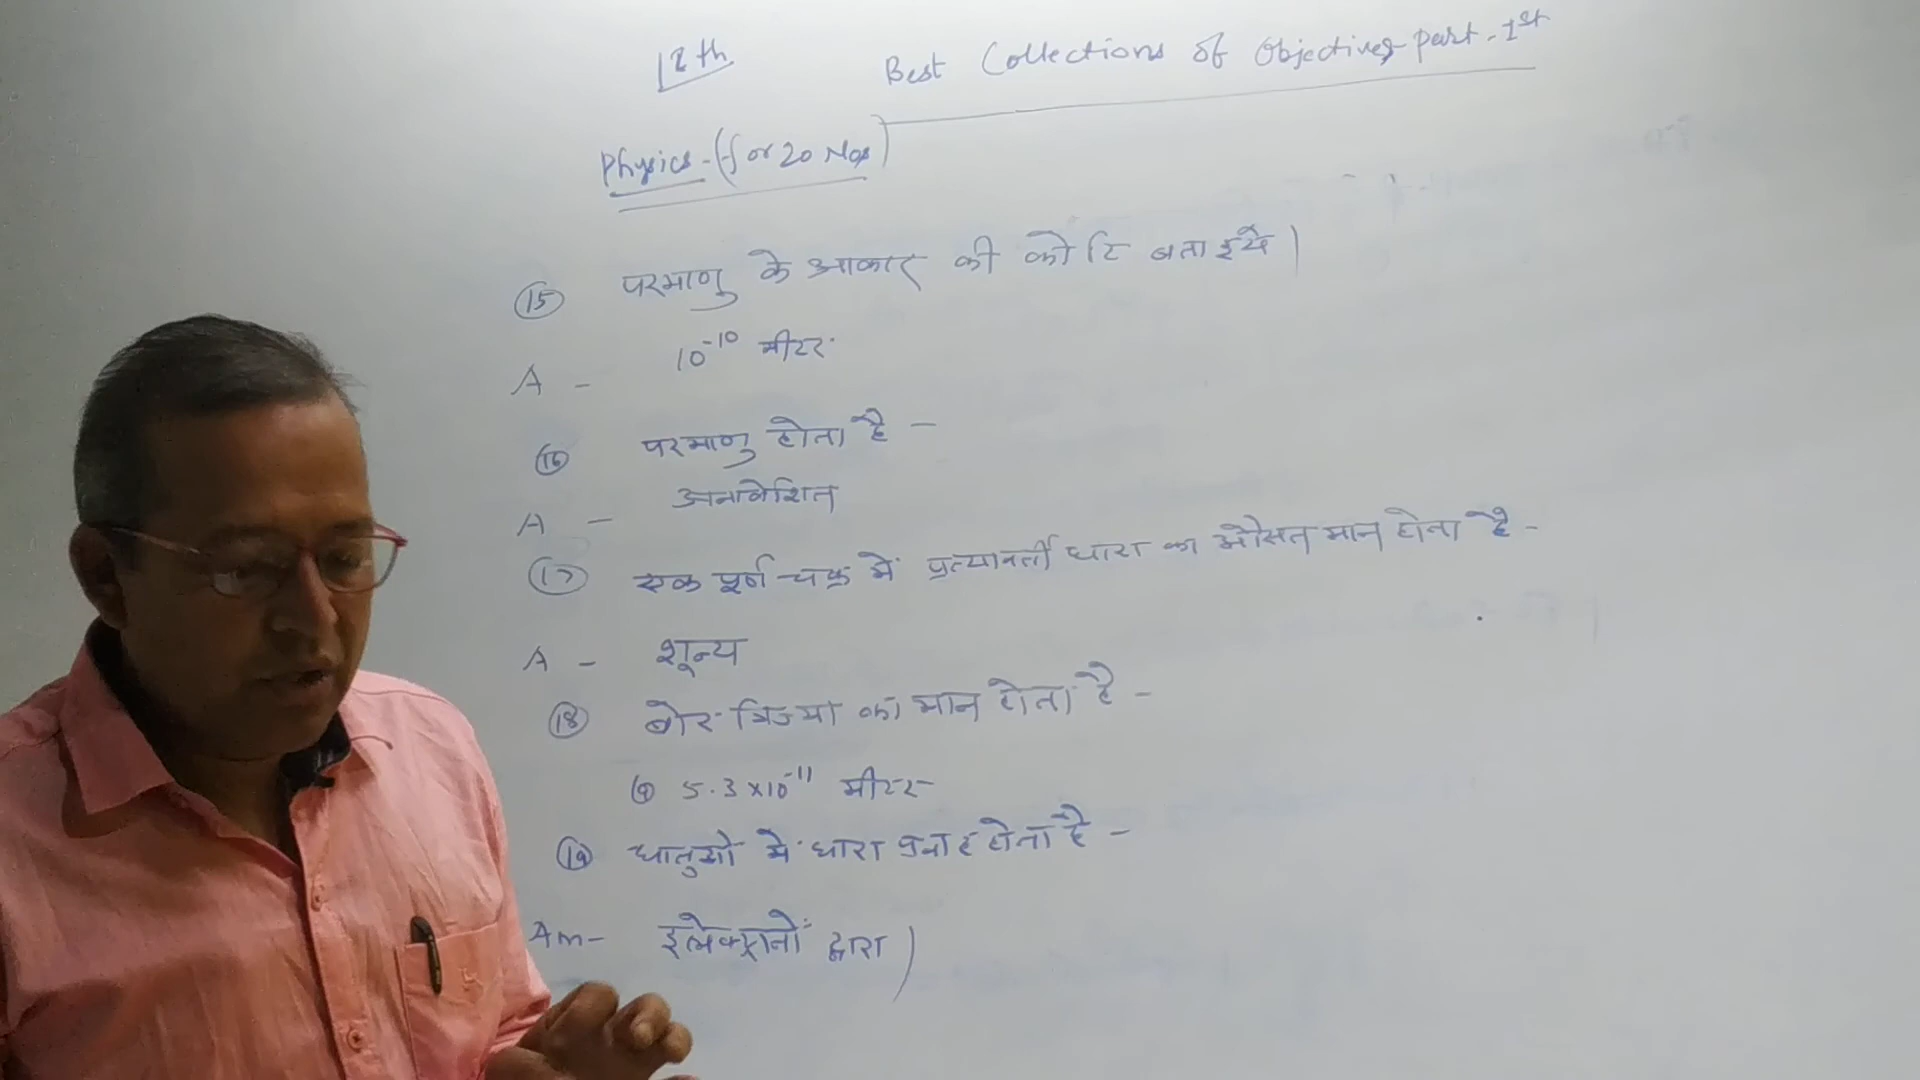 12th
Best Collections of Objectives part-1st
Physics-(for 20 Nos)
(15) परमाणु के आकार की कोटि बताइये।
A - 10⁻¹⁰ मीटर
(16) परमाणु होता है -
A - अनावेशित
(17) एक पूर्ण चक्र में प्रत्यावर्ती धारा का औसत मान होता है -
A - शून्य
(18) बोर त्रिज्या का मान होता है -
5.3×10⁻¹¹ मीटर
(19) धातुओ में धारा प्रवाह होता है -
Ans- इलेक्ट्रानों द्वारा)